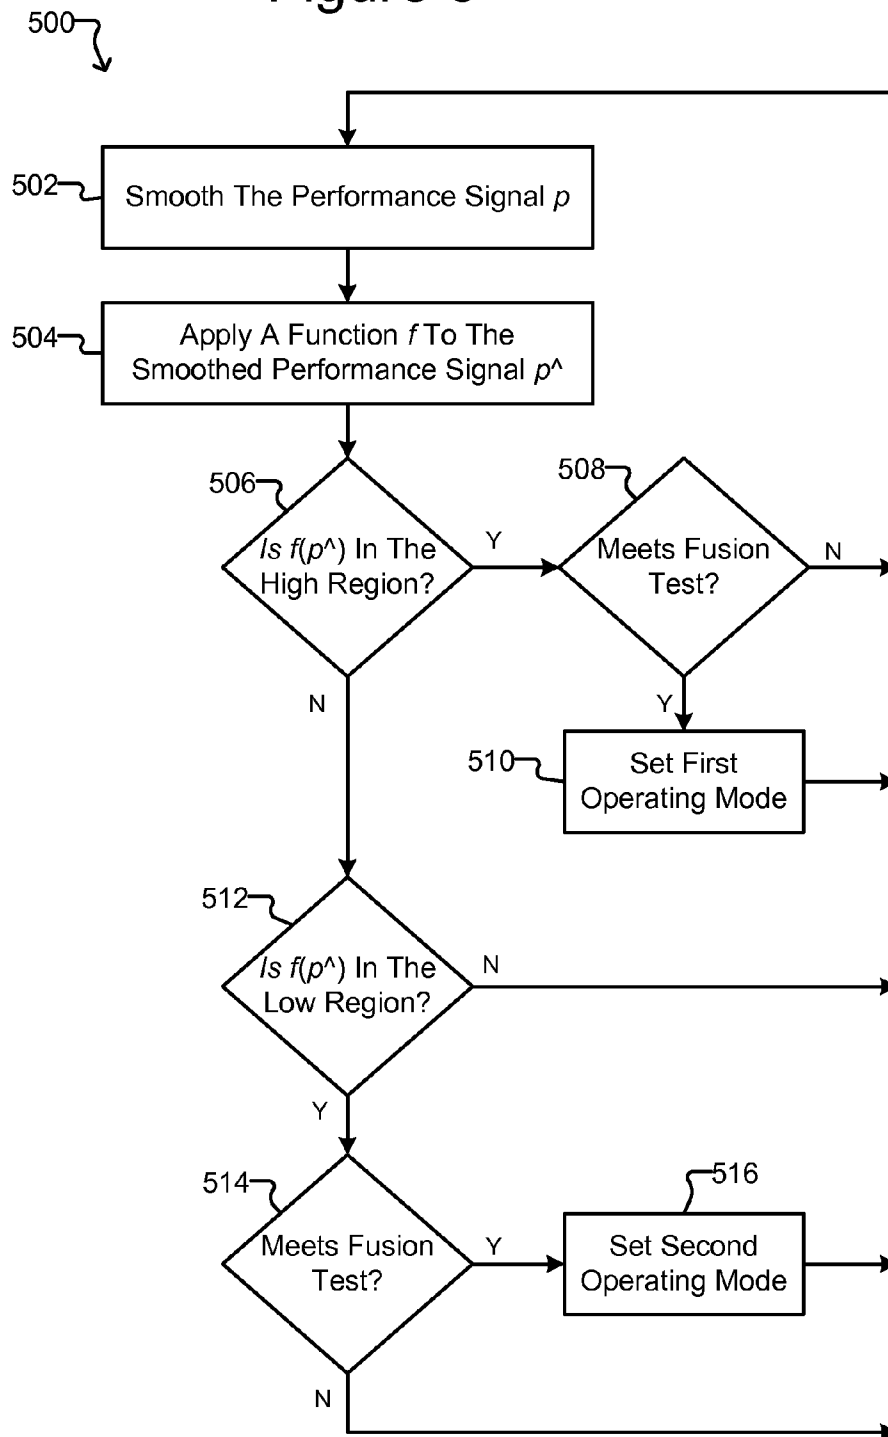 500
502
Smooth The Performance Signal p
504
Apply A Function f To The
Smoothed Performance Signal p^
506
Is f(p^) In The
High Region?
Y
N
508
Meets Fusion
Test?
N
Y
510
Set First
Operating Mode
512
Is f(p^) In The
Low Region?
N
Y
514
Meets Fusion
Test?
Y
N
516
Set Second
Operating Mode